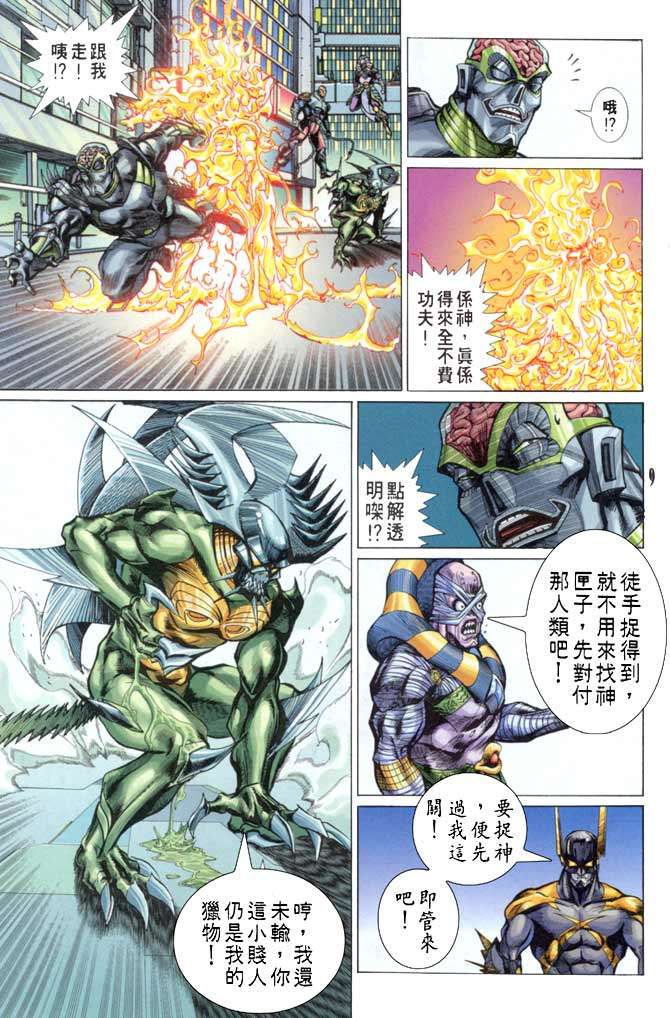 哦!?
係神，眞係
得來全不費
功夫！
跟我
走！
咦!?
點解透
明㗎!?
徒手捉得到，
就不用來找神
匣子，先對付
那人類吧！
要捉神
，便先
過我這
關！
即管來
吧！
哼，我還
未輸，你
這小賤人
仍是我的
獵物！
9